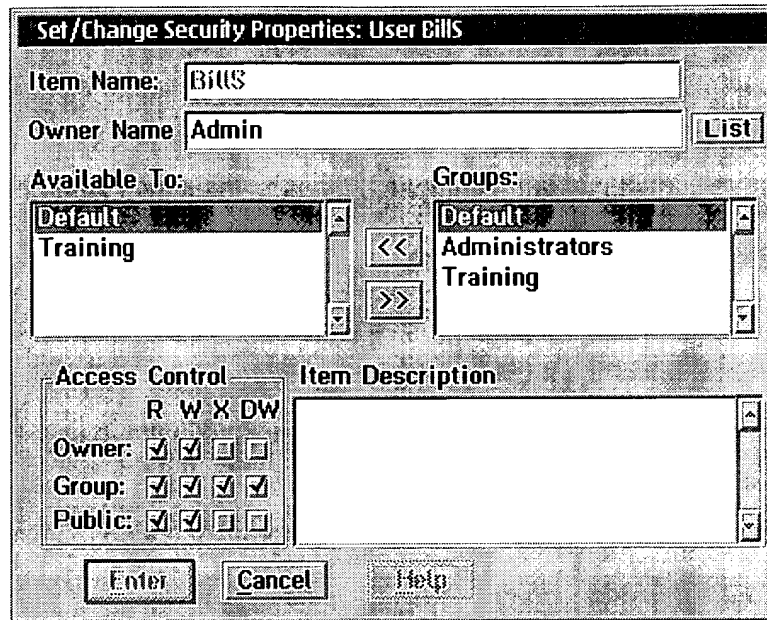 Set/Change Security Properties: User BillS
Item Name: BillS
Owner Name Admin List
Available To: Groups:
Default Default
Training << Administrators
>> Training
Access Control Item Description
R W X DW
Owner:
Group:
Public:
Enter Cancel Help